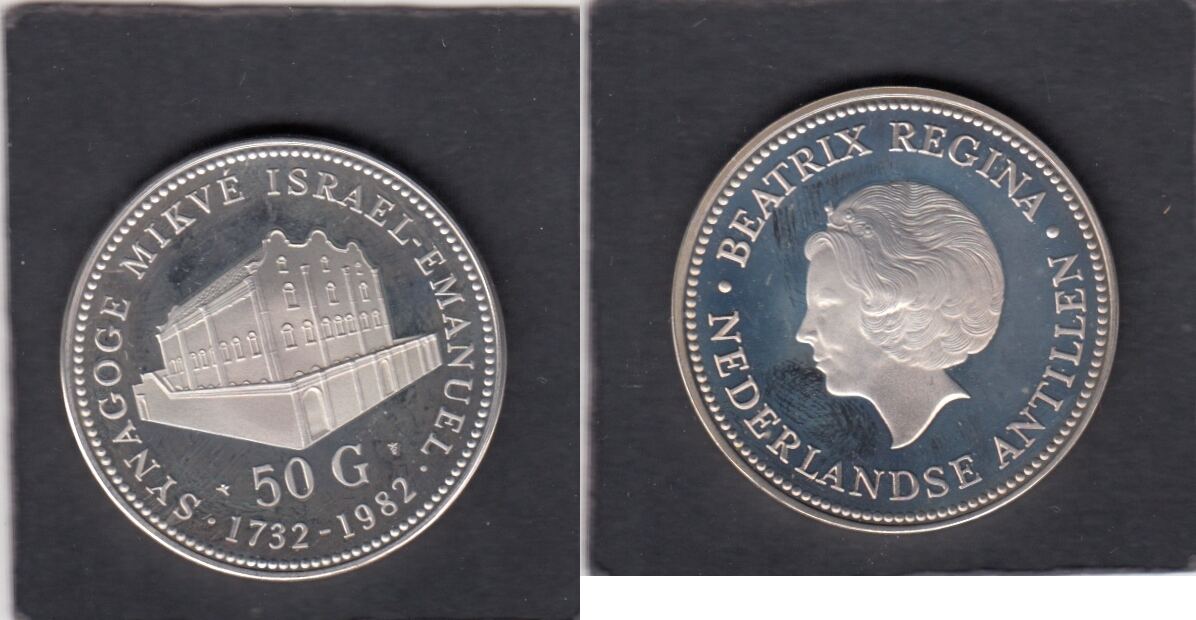 SYNAGOGE MIKVÉ ISRAEL-EMANUEL.
50 G
· 1732-1982
· BEATRIX REGINA ·
NEDERLANDSE ANTILLEN